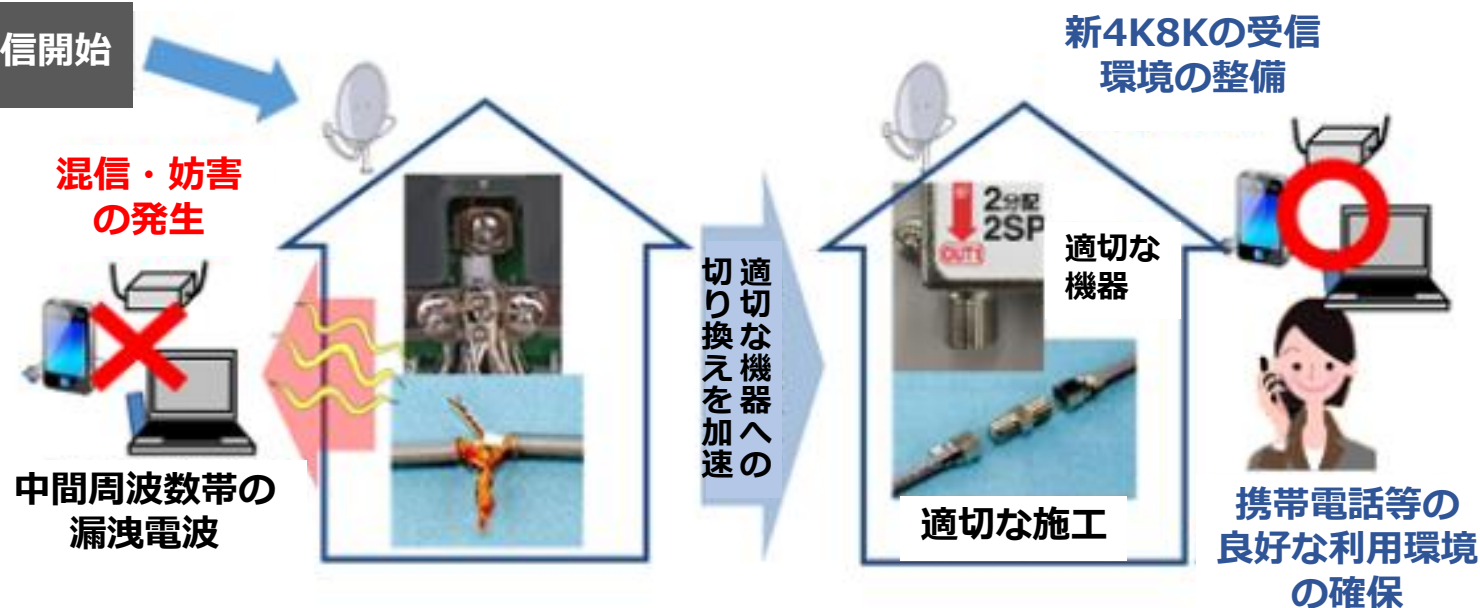 信開始
混信・妨害
の発生
中間周波数帯の
漏洩電波
適切な機器への
切り換えを加速
新4K8Kの受信
環境の整備
2分配
2SP
OUT1
適切な
機器
適切な施工
携帯電話等の
良好な利用環境
の確保